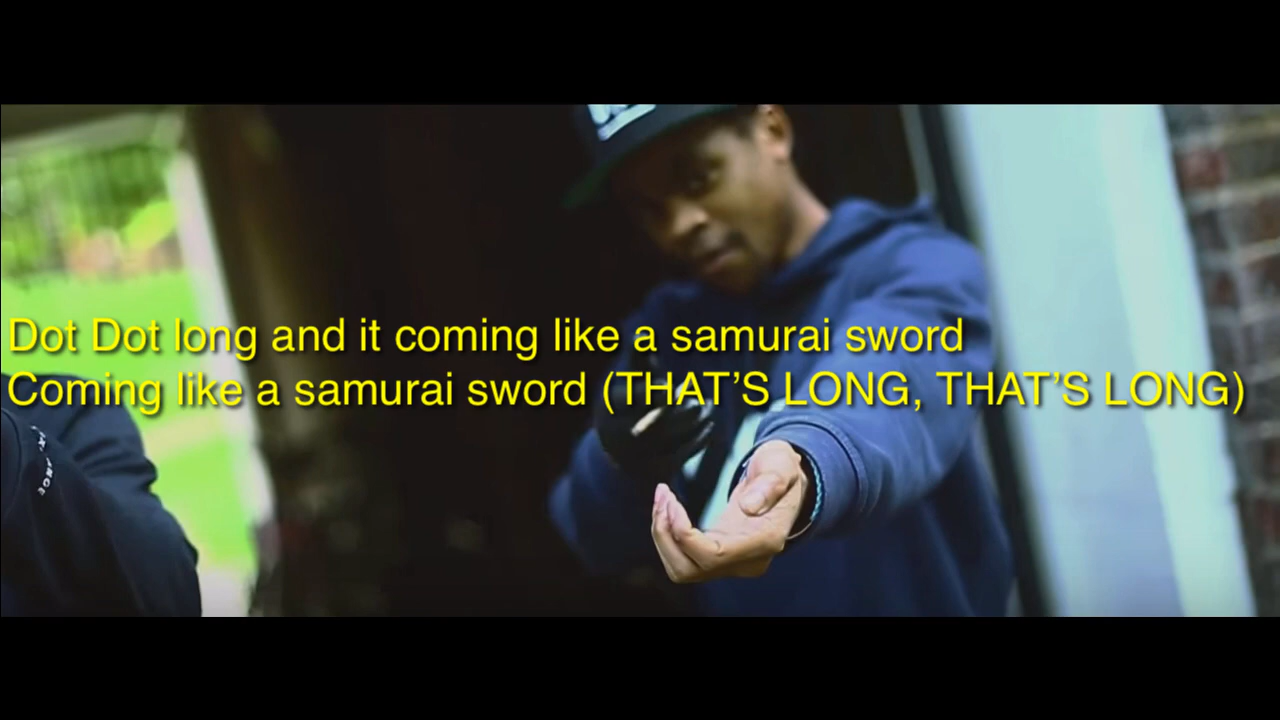 Dot Dot long and it coming like a samurai sword
Coming like a samurai sword (THAT’S LONG, THAT’S LONG)